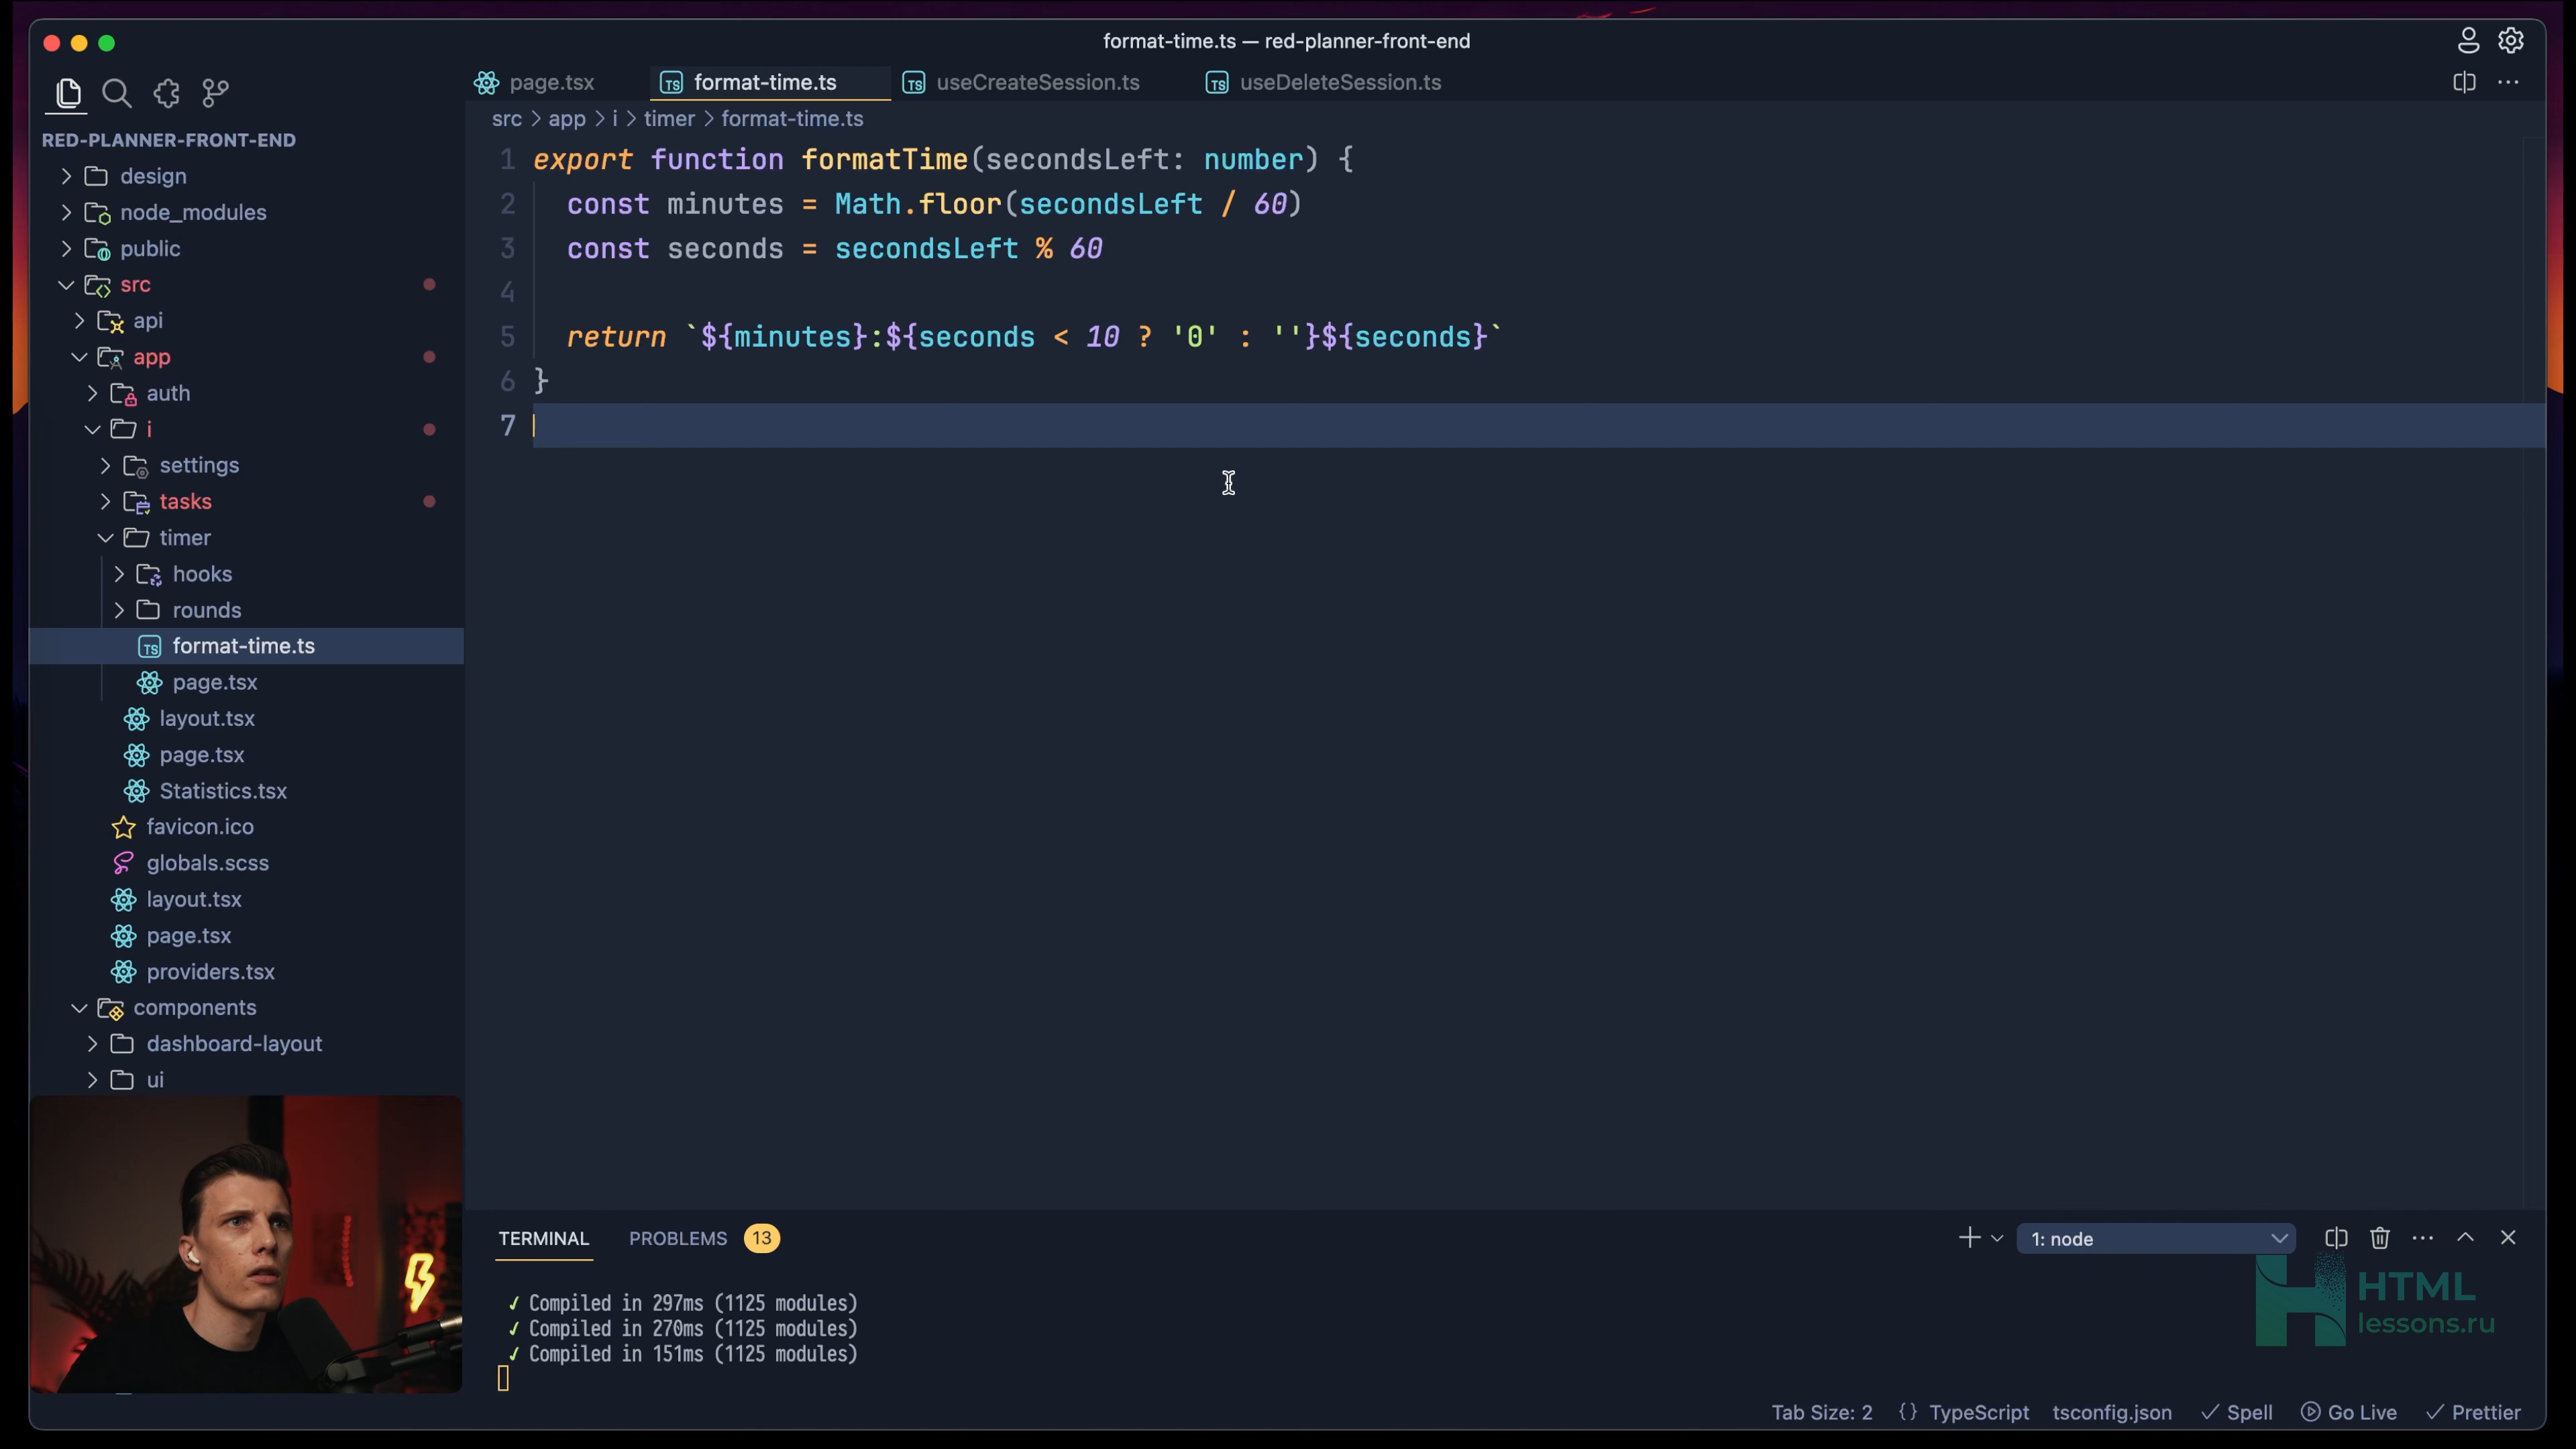 format-time.ts — red-planner-front-end
page.tsx
format-time.ts
useCreateSession.ts
useDeleteSession.ts
src > app > i > timer > format-time.ts
RED-PLANNER-FRONT-END
design
node_modules
public
src
api
app
auth
i
settings
tasks
timer
hooks
rounds
format-time.ts
page.tsx
layout.tsx
page.tsx
Statistics.tsx
favicon.ico
globals.scss
layout.tsx
page.tsx
providers.tsx
components
dashboard-layout
ui
1 export function formatTime(secondsLeft: number) {
2 const minutes = Math.floor(secondsLeft / 60)
3 const seconds = secondsLeft % 60
4
5 return `${minutes}:${seconds < 10 ? '0' : ''}${seconds}`
6 }
7
TERMINAL PROBLEMS 13
1: node
✓ Compiled in 297ms (1125 modules)
✓ Compiled in 270ms (1125 modules)
✓ Compiled in 151ms (1125 modules)
HTML
lessons.ru
Tab Size: 2 {} TypeScript tsconfig.json ✓ Spell Go Live ✓ Prettier